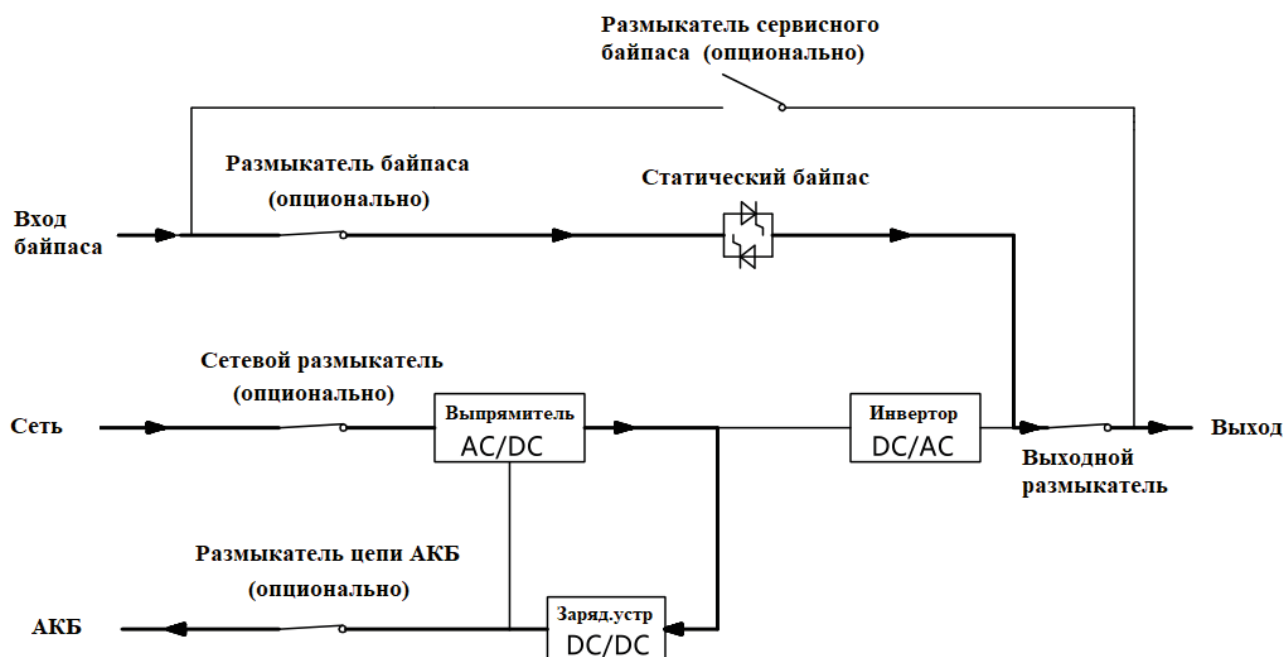 Размыкатель сервисного
байпаса (опционально)
Размыкатель байпаса
(опционально)
Статический байпас
Вход
байпаса
Сетевой размыкатель
(опционально)
Сеть
Выпрямитель
AC/DC
Инвертор
DC/AC
Выход
Выходной
размыкатель
Размыкатель цепи АКБ
(опционально)
АКБ
Заряд.устр
DC/DC